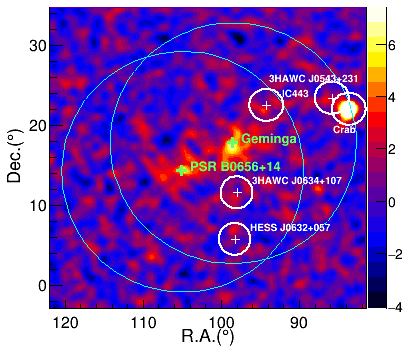 30
20
10
0
Dec.(°)
3HAWC J0543+231
IC443
Crab
Geminga
PSR B0656+14
3HAWC J0634+107
HESS J0632+057
120
110
100
90
R.A.(°)
6
4
2
0
−2
−4